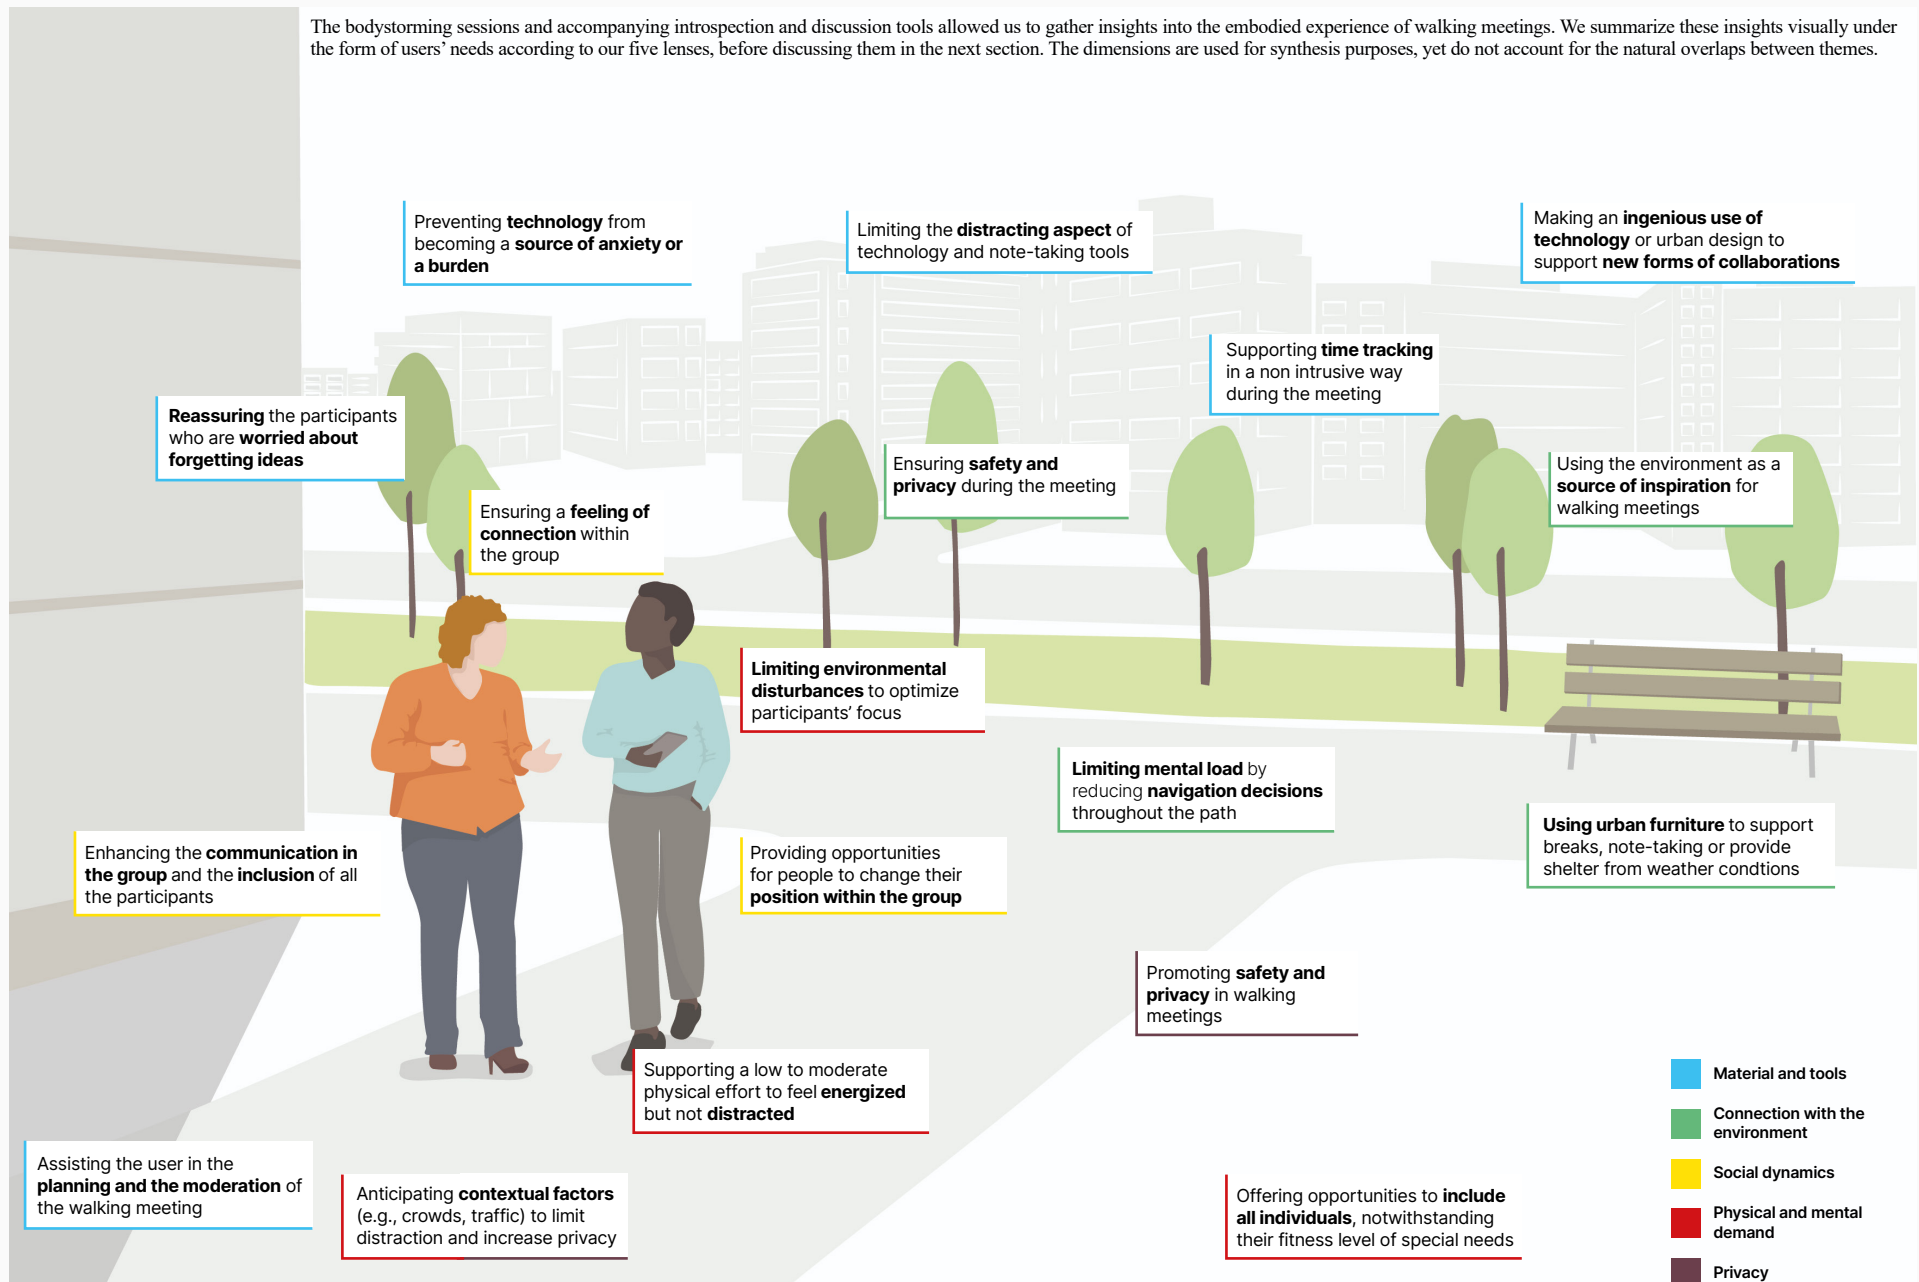 The bodystorming sessions and accompanying introspection and discussion tools allowed us to gather insights into the embodied experience of walking meetings. We summarize these insights visually under
the form of users’ needs according to our five lenses, before discussing them in the next section. The dimensions are used for synthesis purposes, yet do not account for the natural overlaps between themes.
Preventing technology from
becoming a source of anxiety or
a burden
Limiting the distracting aspect of
technology and note-taking tools
Making an ingenious use of
technology or urban design to
support new forms of collaborations
Supporting time tracking
in a non intrusive way
during the meeting
Reassuring the participants
who are worried about
forgetting ideas
Ensuring safety and
privacy during the meeting
Using the environment as a
source of inspiration for
walking meetings
Ensuring a feeling of
connection within
the group
Limiting environmental
disturbances to optimize
participants’ focus
Limiting mental load by
reducing navigation decisions
throughout the path
Using urban furniture to support
breaks, note-taking or provide
shelter from weather condtions
Enhancing the communication in
the group and the inclusion of all
the participants
Providing opportunities
for people to change their
position within the group
Promoting safety and
privacy in walking
meetings
Supporting a low to moderate
physical effort to feel energized
but not distracted
Assisting the user in the
planning and the moderation of
the walking meeting
Anticipating contextual factors
(e.g., crowds, traffic) to limit
distraction and increase privacy
Offering opportunities to include
all individuals, notwithstanding
their fitness level of special needs
Material and tools
Connection with the
environment
Social dynamics
Physical and mental
demand
Privacy